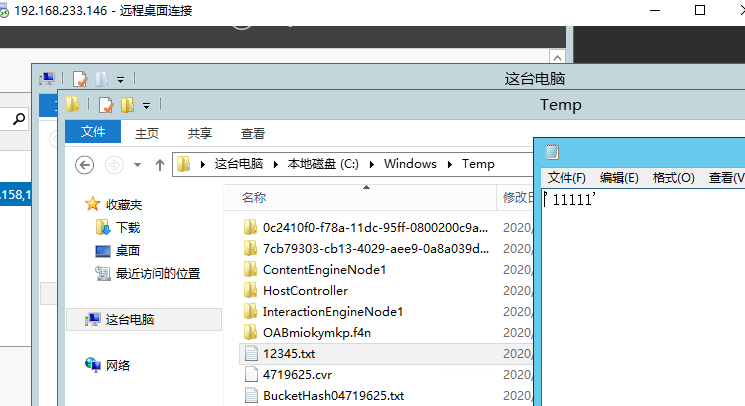 192.168.233.146 - 远程桌面连接
这台电脑
Temp
文件 主页 共享 查看
这台电脑 本地磁盘 (C:) Windows Temp
文件(F) 编辑(E) 格式(O) 查看(V)
' 11111'
.158,1
名称 修改日
收藏夹
下载
桌面
最近访问的位置
这台电脑
网络
0c2410f0-f78a-11dc-95ff-0800200c9a... 2020,
7cb79303-cb13-4029-aee9-0a8a039d... 2020,
ContentEngineNode1 2020,
HostController 2020,
InteractionEngineNode1 2020,
OABmiokymkp.f4n 2020,
12345.txt 2020,
4719625.cvr 2020,
BucketHash04719625.txt 2020,